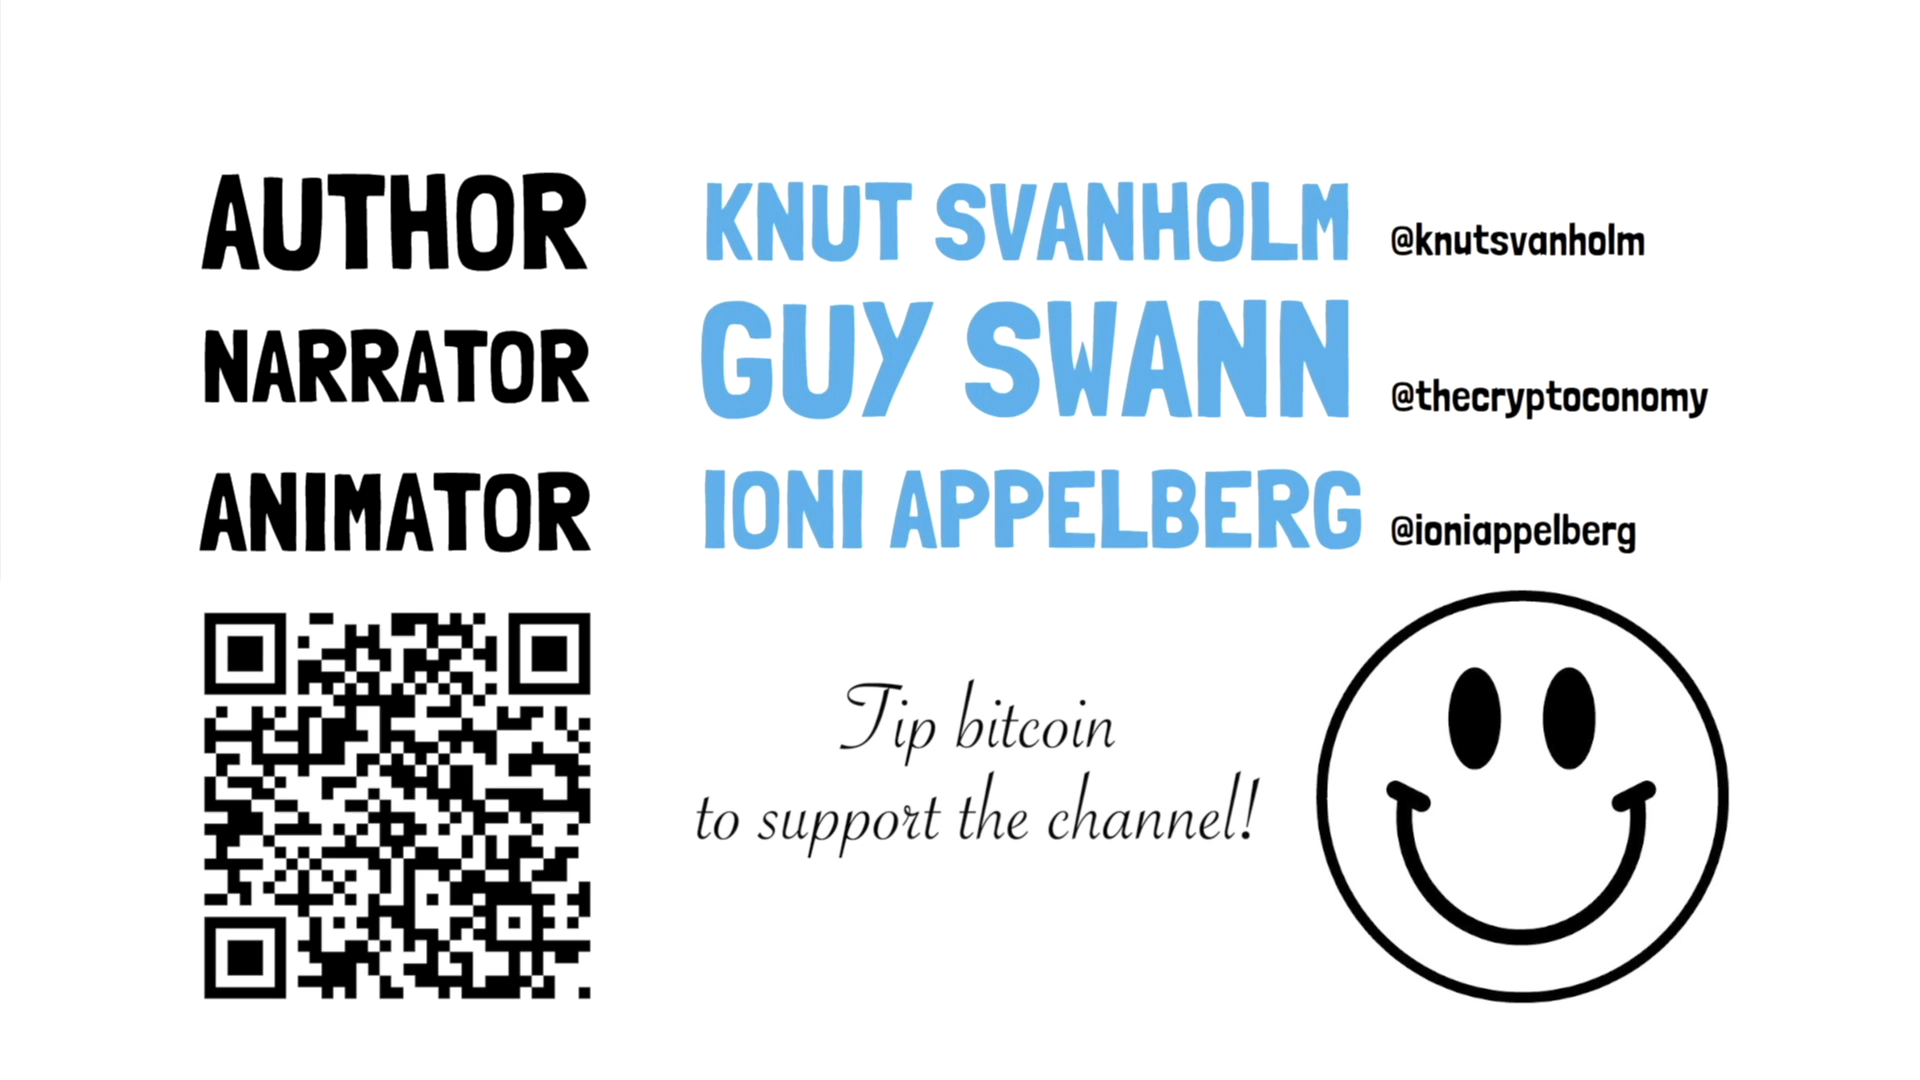 AUTHOR KNUT SVANHOLM @knutsvanholm
NARRATOR GUY SWANN @thecryptoconomy
ANIMATOR IONI APPELBERG @ioniappelberg
Tip bitcoin
to support the channel!